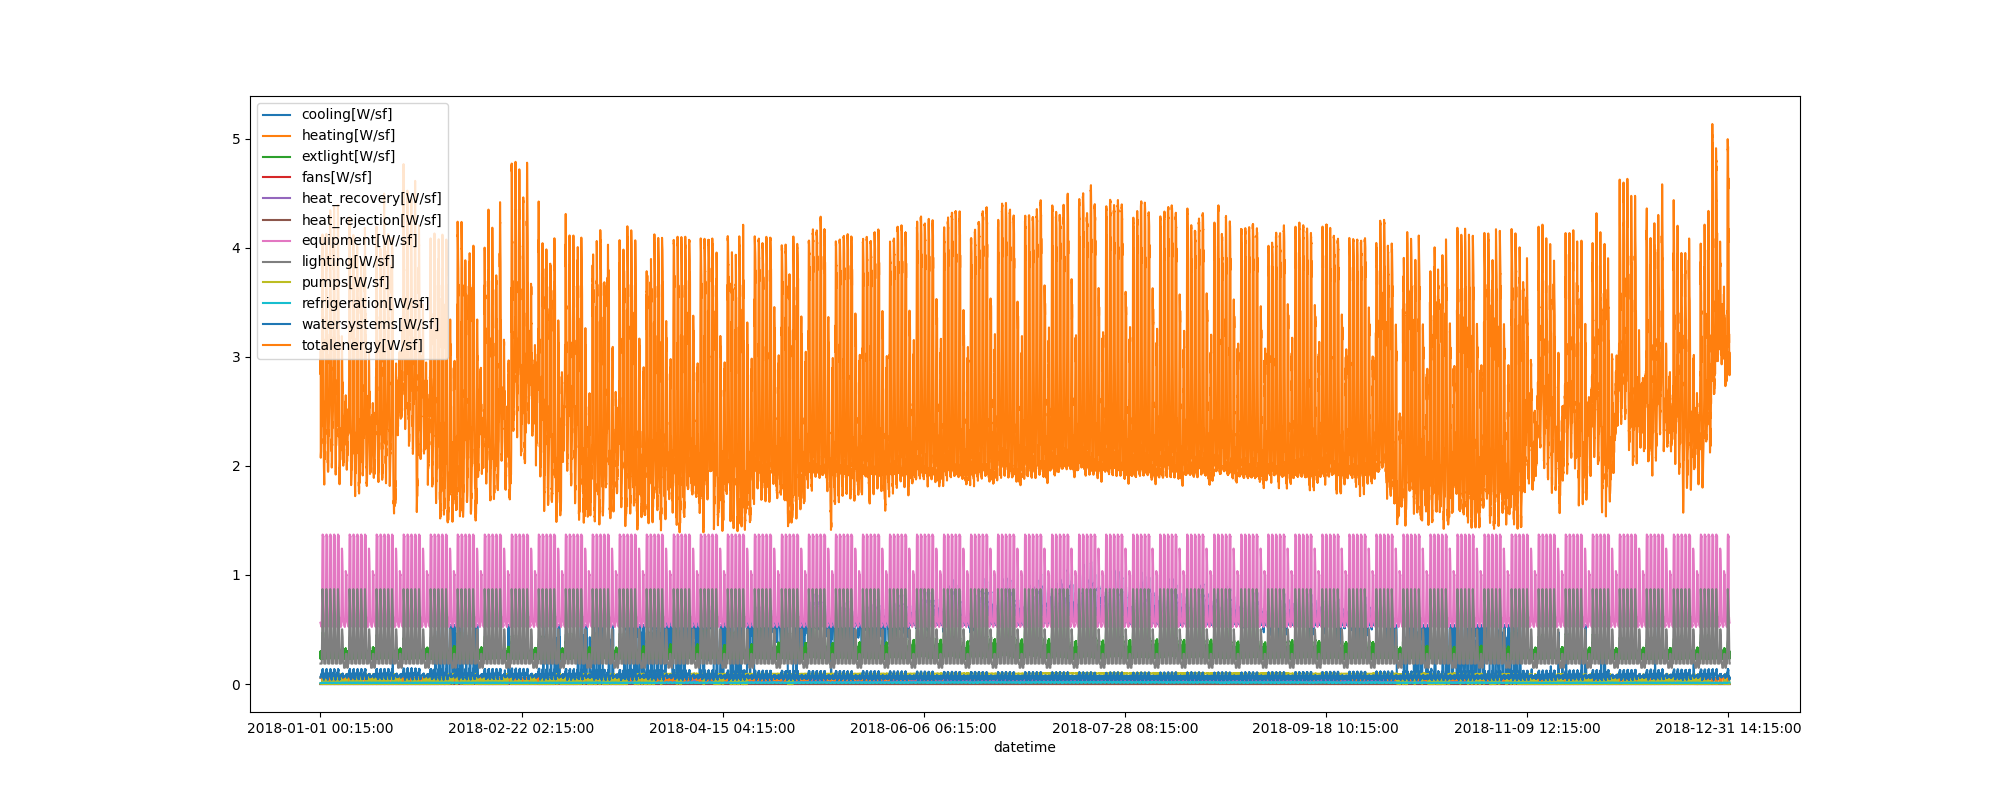 cooling[W/sf]
heating[W/sf]
extlight[W/sf]
fans[W/sf]
heat_recovery[W/sf]
heat_rejection[W/sf]
equipment[W/sf]
lighting[W/sf]
pumps[W/sf]
refrigeration[W/sf]
watersystems[W/sf]
totalenergy[W/sf]
5
4
3
2
1
0
2018-01-01 00:15:00 2018-02-22 02:15:00 2018-04-15 04:15:00 2018-06-06 06:15:00 2018-07-28 08:15:00 2018-09-18 10:15:00 2018-11-09 12:15:00 2018-12-31 14:15:00
datetime